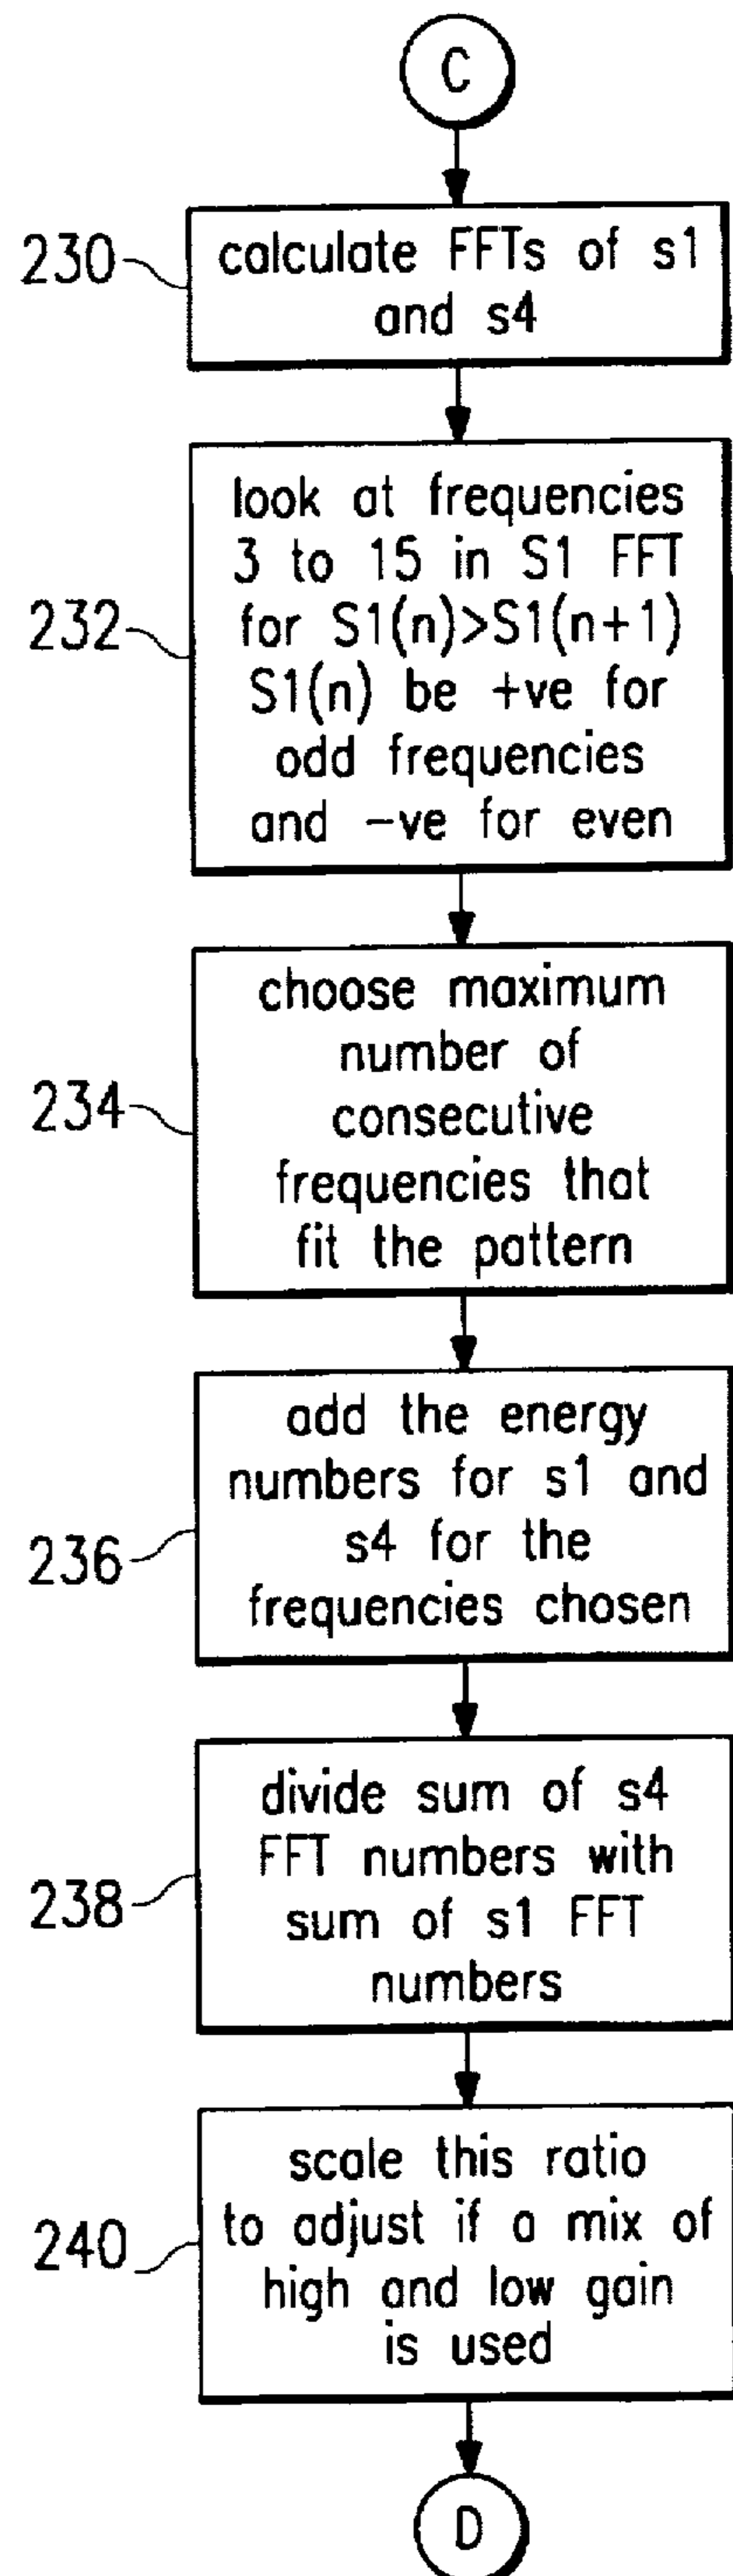 C
230
calculate FFTs of s1
and s4
232
look at frequencies
3 to 15 in S1 FFT
for S1(n)>S1(n+1)
S1(n) be +ve for
odd frequencies
and -ve for even
234
choose maximum
number of
consecutive
frequencies that
fit the pattern
236
add the energy
numbers for s1 and
s4 for the
frequencies chosen
238
divide sum of s4
FFT numbers with
sum of s1 FFT
numbers
240
scale this ratio
to adjust if a mix of
high and low gain
is used
D